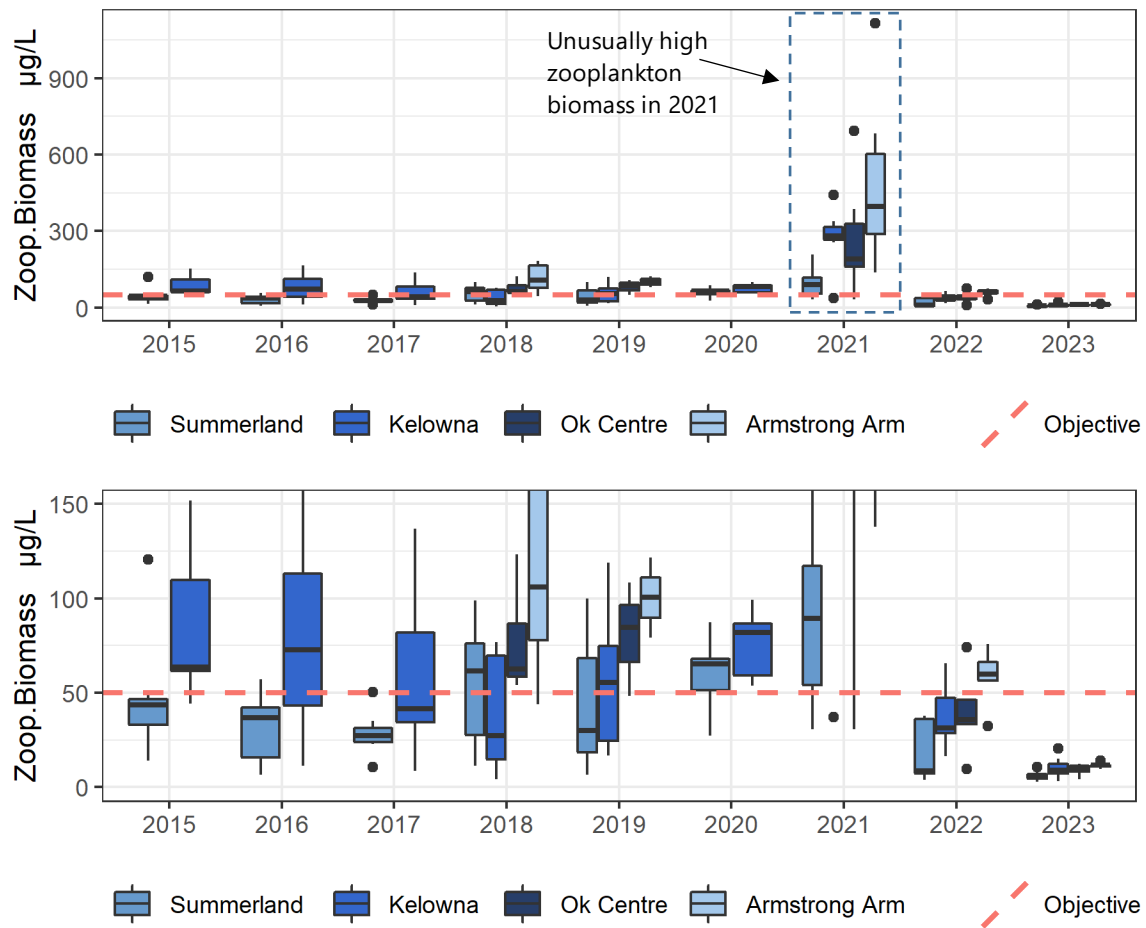 Zoop.Biomass µg/L
900
600
300
0
Unusually high
zooplankton
biomass in 2021
2015 2016 2017 2018 2019 2020 2021 2022 2023
Summerland Kelowna Ok Centre Armstrong Arm Objective
Zoop.Biomass µg/L
150
100
50
0
2015 2016 2017 2018 2019 2020 2021 2022 2023
Summerland Kelowna Ok Centre Armstrong Arm Objective